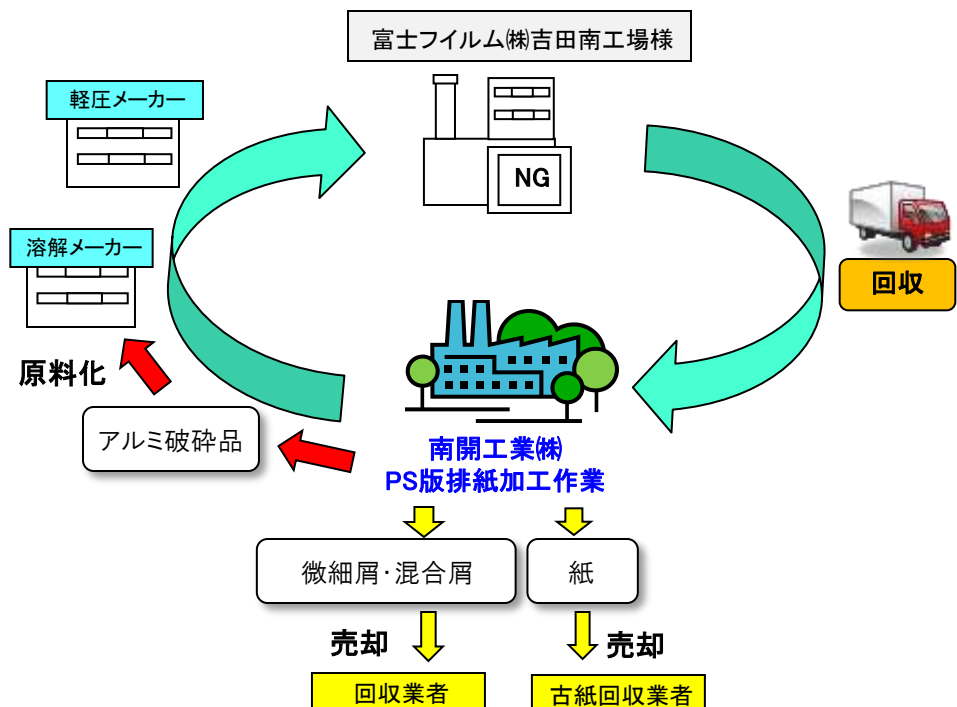 富士フイルム㈱吉田南工場様
軽圧メーカー
NG
溶解メーカー
回収
原料化
アルミ破砕品
南開工業㈱
PS版排紙加工作業
微細屑・混合屑
紙
売却
売却
回収業者
古紙回収業者